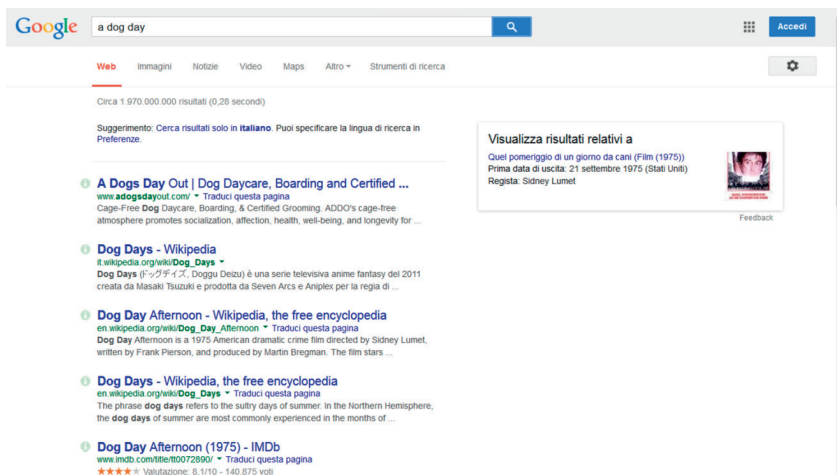 Google
a dog day
Accedi
Web Immagini Notizie Video Maps Altro Strumenti di ricerca
Circa 1.970.000.000 risultati (0,28 secondi)
Suggerimento: Cerca risultati solo in italiano. Puoi specificare la lingua di ricerca in
Preferenze.
A Dogs Day Out | Dog Daycare, Boarding and Certified ...
www.adogsdayout.com/ Traduci questa pagina
Cage-Free Dog Daycare, Boarding, & Certified Grooming. ADDO's cage-free
atmosphere promotes socialization, affection, health, well-being, and longevity for ...
Dog Days - Wikipedia
it.wikipedia.org/wiki/Dog_Days
Dog Days (ドッグデイズ, Doggu Deizu) è una serie televisiva anime fantasy del 2011
creata da Masaki Tsuzuki e prodotta da Seven Arcs e Aniplex per la regia di ...
Dog Day Afternoon - Wikipedia, the free encyclopedia
en.wikipedia.org/wiki/Dog_Day_Afternoon Traduci questa pagina
Dog Day Afternoon is a 1975 American dramatic crime film directed by Sidney Lumet,
written by Frank Pierson, and produced by Martin Bregman. The film stars ...
Dog Days - Wikipedia, the free encyclopedia
en.wikipedia.org/wiki/Dog_Days Traduci questa pagina
The phrase dog days refers to the sultry days of summer. In the Northern Hemisphere,
the dog days of summer are most commonly experienced in the months of ...
Dog Day Afternoon (1975) - IMDb
www.imdb.com/title/tt0072890/ Traduci questa pagina
Valutazione: 8,1/10 - 140.875 voti
Visualizza risultati relativi a
Quel pomeriggio di un giorno da cani (Film (1975))
Prima data di uscita: 21 settembre 1975 (Stati Uniti)
Regista: Sidney Lumet
Feedback